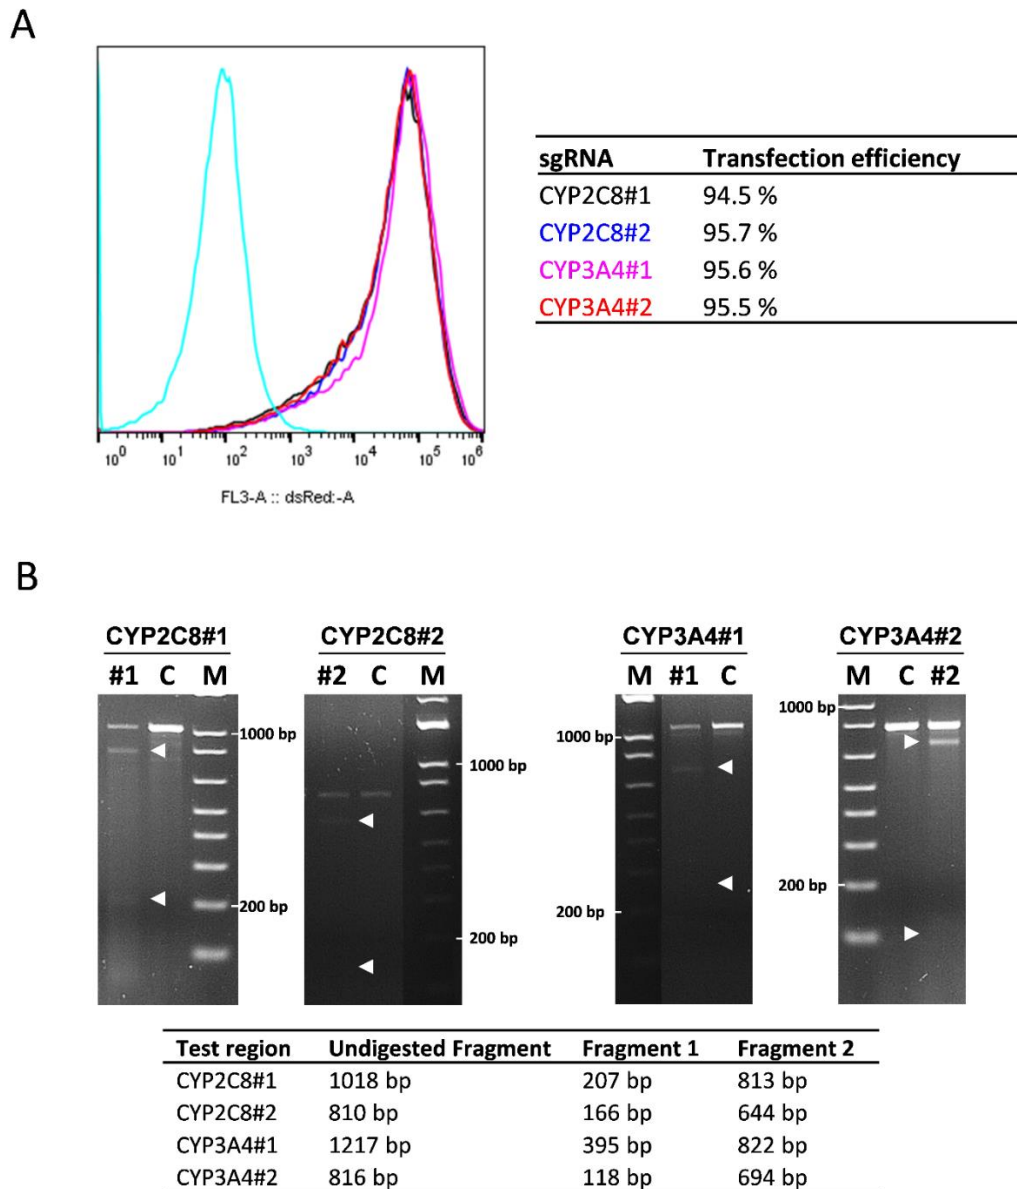 A
10^0 10^1 10^2 10^3 10^4 10^5 10^6
FL3-A :: dsRed:-A
sgRNA Transfection efficiency
CYP2C8#1 94.5 %
CYP2C8#2 95.7 %
CYP3A4#1 95.6 %
CYP3A4#2 95.5 %
B
CYP2C8#1
#1 C M
1000 bp
200 bp
CYP2C8#2
#2 C M
1000 bp
200 bp
CYP3A4#1
M #1 C
1000 bp
200 bp
CYP3A4#2
M C #2
1000 bp
200 bp
Test region Undigested Fragment Fragment 1 Fragment 2
CYP2C8#1 1018 bp 207 bp 813 bp
CYP2C8#2 810 bp 166 bp 644 bp
CYP3A4#1 1217 bp 395 bp 822 bp
CYP3A4#2 816 bp 118 bp 694 bp